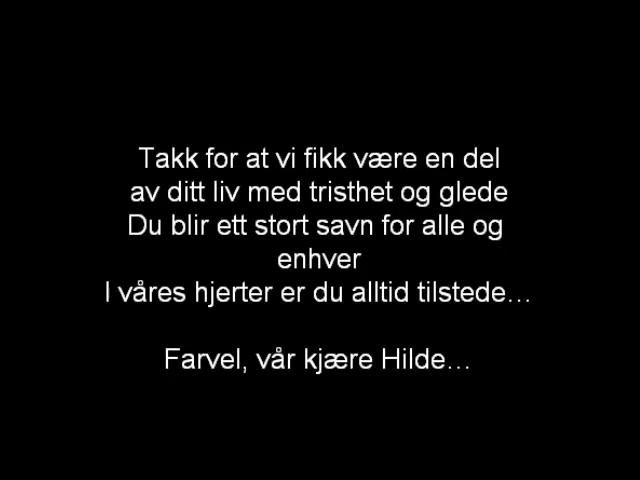 Takk for at vi fikk være en del
av ditt liv med tristhet og glede
Du blir ett stort savn for alle og
enhver
I våres hjerter er du alltid tilstede…
Farvel, vår kjære Hilde…